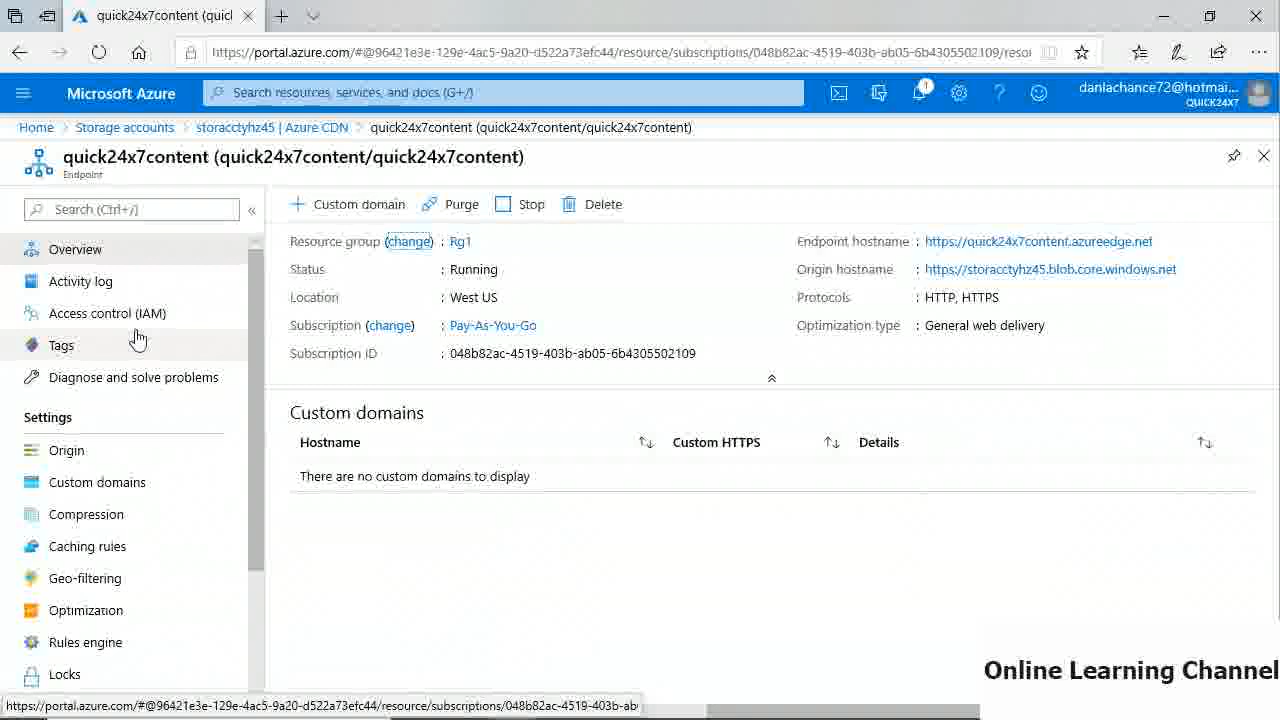 quick24x7content (quick
https://portal.azure.com/#@96421e3e-129e-4ac5-9a20-d522a73efc44/resource/subscriptions/048b82ac-4519-403b-ab05-6b4305502109/resou
Microsoft Azure
Search resources, services, and docs (G+/)
1
danlachance72@hotmai...
QUICK24X7
Home > Storage accounts > storacctyhz45 | Azure CDN > quick24x7content (quick24x7content/quick24x7content)
quick24x7content (quick24x7content/quick24x7content)
Endpoint
Search (Ctrl+/)
«
Overview
Activity log
Access control (IAM)
Tags
Diagnose and solve problems
Settings
Origin
Custom domains
Compression
Caching rules
Geo-filtering
Optimization
Rules engine
Locks
Custom domain Purge Stop Delete
Resource group (change) : Rg1
Status : Running
Location : West US
Subscription (change) : Pay-As-You-Go
Subscription ID : 048b82ac-4519-403b-ab05-6b4305502109
Endpoint hostname : https://quick24x7content.azureedge.net
Origin hostname : https://storacctyhz45.blob.core.windows.net
Protocols : HTTP, HTTPS
Optimization type : General web delivery
Custom domains
Hostname Custom HTTPS Details
There are no custom domains to display
Online Learning Channel
https://portal.azure.com/#@96421e3e-129e-4ac5-9a20-d522a73efc44/resource/subscriptions/048b82ac-4519-403b-ab